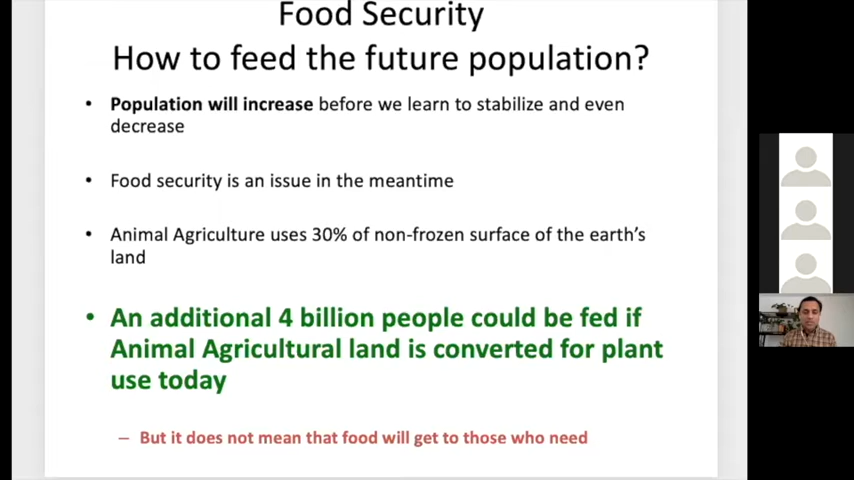 Food Security
How to feed the future population?
• Population will increase before we learn to stabilize and even
decrease
• Food security is an issue in the meantime
• Animal Agriculture uses 30% of non-frozen surface of the earth's
land
• An additional 4 billion people could be fed if
Animal Agricultural land is converted for plant
use today
– But it does not mean that food will get to those who need